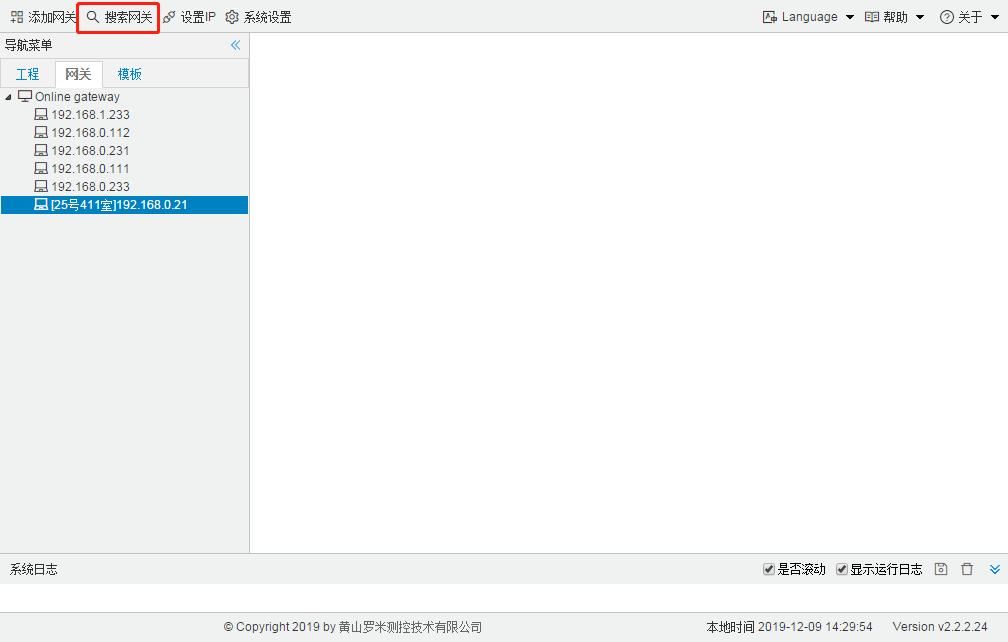 添加网关 搜索网关 设置IP 系统设置 Language 帮助 关于
导航菜单
工程 网关 模板
Online gateway
192.168.1.233
192.168.0.112
192.168.0.231
192.168.0.111
192.168.0.233
[25号411室]192.168.0.21
系统日志 是否滚动 显示运行日志
© Copyright 2019 by 黄山罗米测控技术有限公司 本地时间 2019-12-09 14:29:54 Version v2.2.2.24